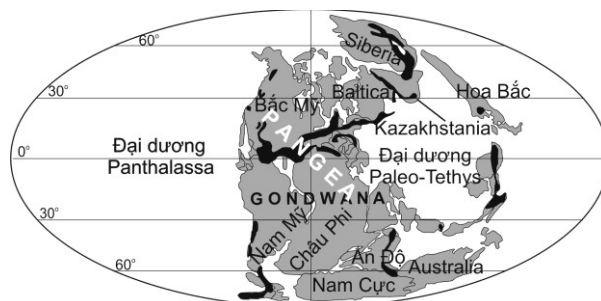 60°
Siberia
30°
Bắc Mỹ
Baltica
Hoa Bắc
Kazakhstania
PANGEA
Đại dương
Panthalassa
0°
Đại dương
Paleo-Tethys
GONDWANA
30°
Nam Mỹ
Châu Phi
Ấn Độ
Australia
60°
Nam Cực